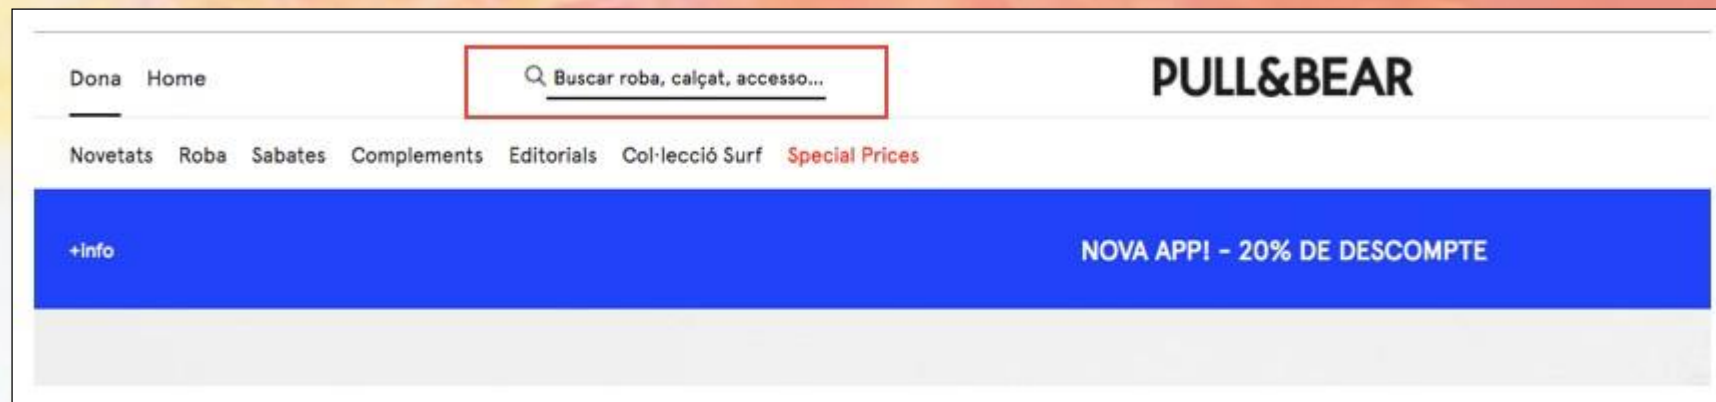 Dona Home
Buscar roba, calçat, accesso...
PULL&BEAR
Novetats Roba Sabates Complements Editorials Col·lecció Surf Special Prices
+info
NOVA APP! - 20% DE DESCOMPTE